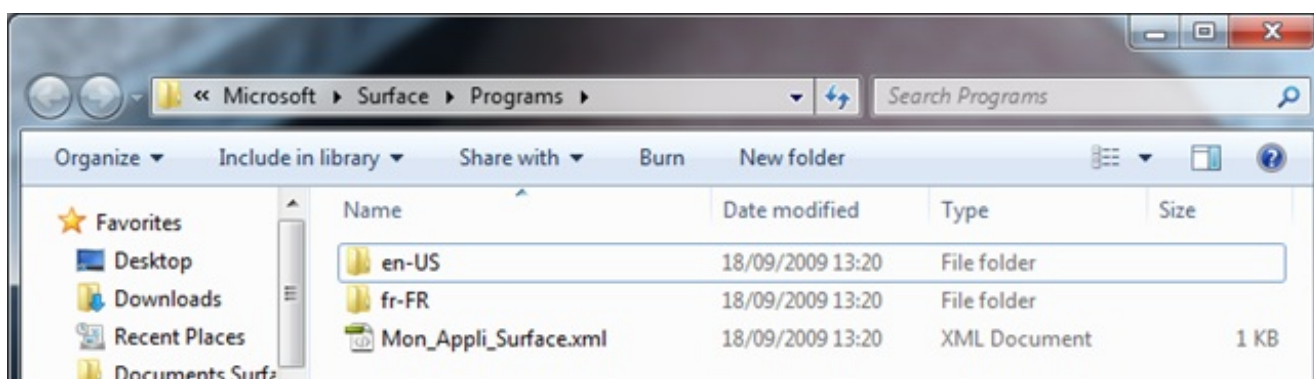 « Microsoft ▸ Surface ▸ Programs ▸ Search Programs
Organize Include in library Share with Burn New folder
Favorites
Desktop
Downloads
Recent Places
Documents
Name Date modified Type Size
en-US 18/09/2009 13:20 File folder
fr-FR 18/09/2009 13:20 File folder
Mon_Appli_Surface.xml 18/09/2009 13:20 XML Document 1 KB